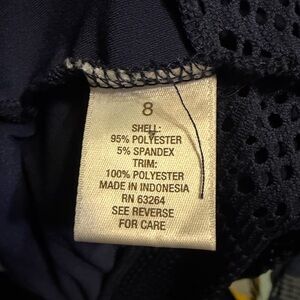 8
SHELL:
95% POLYESTER
5% SPANDEX
TRIM:
100% POLYESTER
MADE IN INDONESIA
RN 63264
SEE REVERSE
FOR CARE